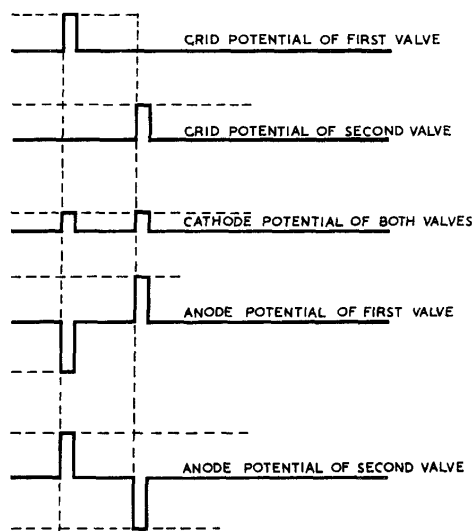 GRID POTENTIAL OF FIRST VALVE
GRID POTENTIAL OF SECOND VALVE
CATHODE POTENTIAL OF BOTH VALVES
ANODE POTENTIAL OF FIRST VALVE
ANODE POTENTIAL OF SECOND VALVE